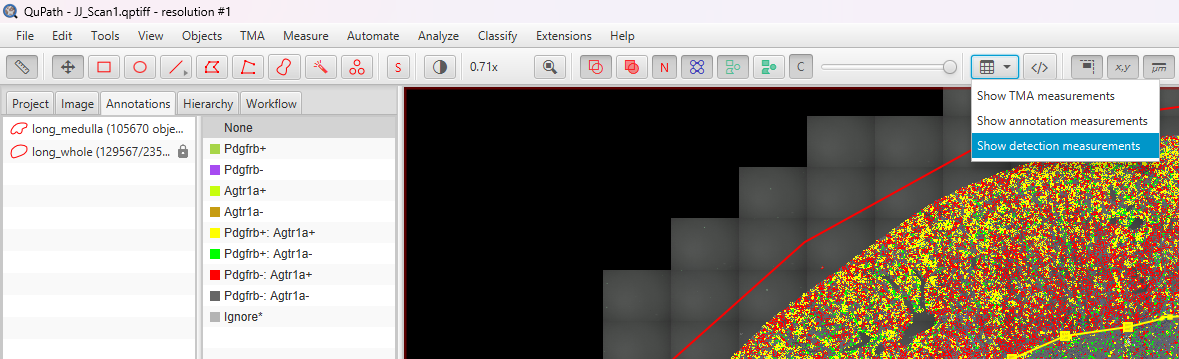 QuPath - JJ_Scan1.qptiff - resolution #1
File Edit Tools View Objects TMA Measure Automate Analyze Classify Extensions Help
S 0.71x N C </> x,y µm
Project Image Annotations Hierarchy Workflow
Show TMA measurements
Show annotation measurements
Show detection measurements
long_medulla (105670 obje...
long_whole (129567/235...
None
Pdgfrb+
Pdgfrb-
Agtr1a+
Agtr1a-
Pdgfrb+: Agtr1a+
Pdgfrb+: Agtr1a-
Pdgfrb-: Agtr1a+
Pdgfrb-: Agtr1a-
Ignore*